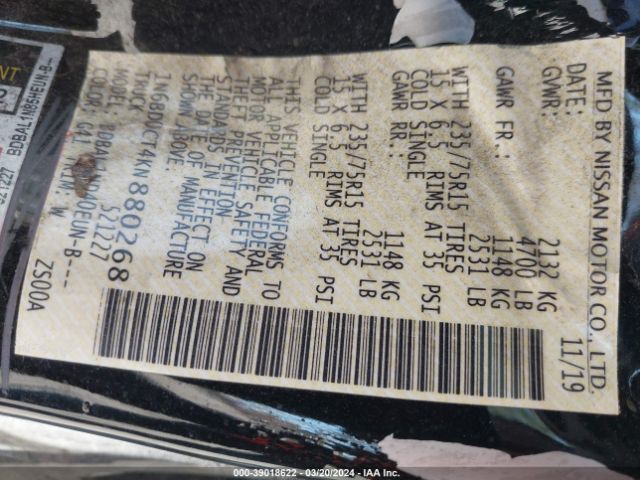 MFD BY NISSAN MOTOR CO., LTD.
DATE: 11/19
GVWR: 2132 KG
4700 LB
GAWR FR.: 1148 KG
2531 LB
WITH 235/75R15 TIRES
15 X 6.5 RIMS AT 35 PSI
COLD SINGLE
GAWR RR.: 1148 KG
2531 LB
WITH 235/75R15 TIRES
15 X 6.5 RIMS AT 35 PSI
COLD SINGLE
THIS VEHICLE CONFORMS TO
ALL APPLICABLE FEDERAL
MOTOR VEHICLE SAFETY AND
THEFT PREVENTION
STANDARDS IN EFFECT ON
THE DATE OF MANUFACTURE
SHOWN ABOVE.
1N6BD0CT4KN880268
TRUCK 521227
MODEL
COLOR G41 TRIM W ZS00A
521227
000-39018622 — 03/20/2024 — IAA Inc.